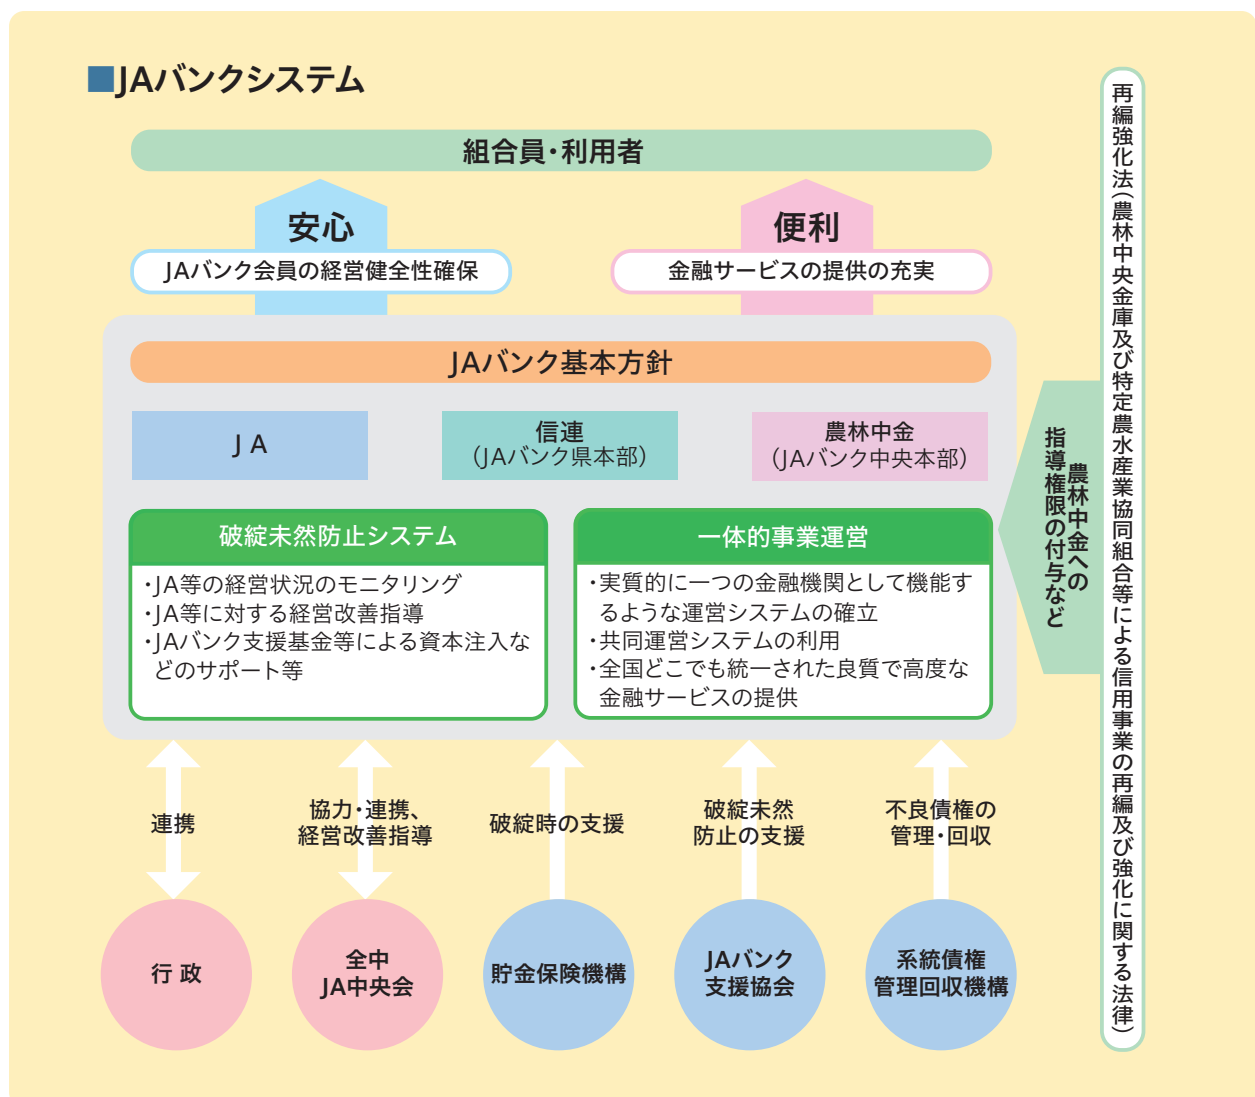 ■JAバンクシステム
組合員・利用者
安心
JAバンク会員の経営健全性確保
便利
金融サービスの提供の充実
JAバンク基本方針
JA
信連
（JAバンク県本部）
農林中金
（JAバンク中央本部）
破綻未然防止システム
・JA等の経営状況のモニタリング
・JA等に対する経営改善指導
・JAバンク支援基金等による資本注入な
どのサポート等
一体的事業運営
・実質的に一つの金融機関として機能す
るような運営システムの確立
・共同運営システムの利用
・全国どこでも統一された良質で高度な
金融サービスの提供
農林中金への
指導権限の付与など
再編強化法（農林中央金庫及び特定農水産業協同組合等による信用事業の再編及び強化に関する法律）
連携
協力・連携、
経営改善指導
破綻時の支援
破綻未然
防止の支援
不良債権の
管理・回収
行政
全中
JA中央会
貯金保険機構
JAバンク
支援協会
系統債権
管理回収機構